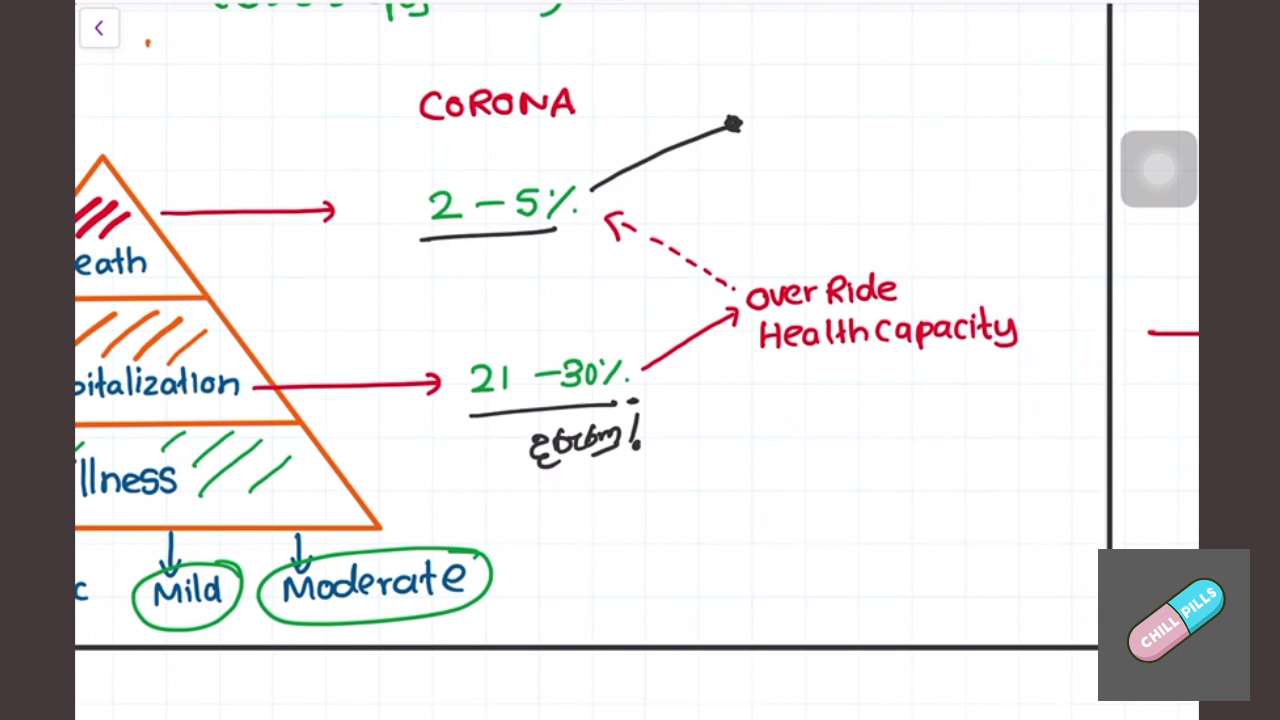 CORONA
2 – 5%.
eath
Over Ride
Health Capacity
pitalization
21 – 30%.
llness
c
Mild
Moderate
CHILL PILLS